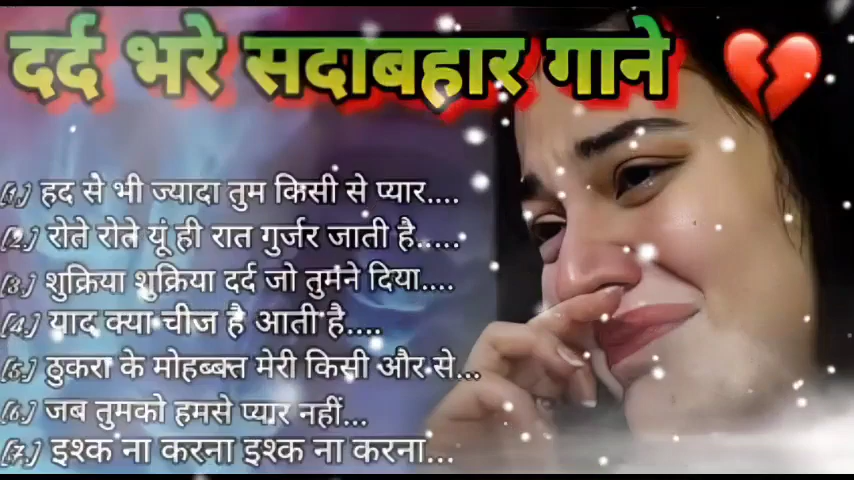 दर्द भरे सदाबहार गाने
[1.] हद से भी ज्यादा तुम किसी से प्यार....
[2.] रोते रोते यूं ही रात गुर्जर जाती है.....
[3.] शुक्रिया शुक्रिया दर्द जो तुमने दिया....
[4.] याद क्या चीज है आती है....
[5.] ठुकरा के मोहब्बत मेरी किसी और से...
[6.] जब तुमको हमसे प्यार नहीं...
[7.] इश्क ना करना इश्क ना करना...